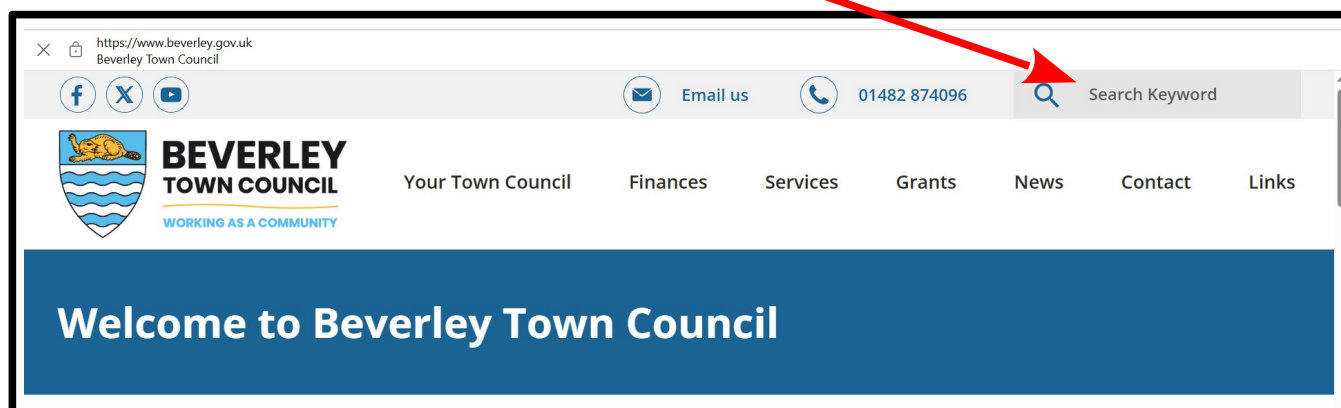 https://www.beverley.gov.uk
Beverley Town Council
Email us 01482 874096 Search Keyword
BEVERLEY
TOWN COUNCIL
WORKING AS A COMMUNITY
Your Town Council Finances Services Grants News Contact Links
Welcome to Beverley Town Council